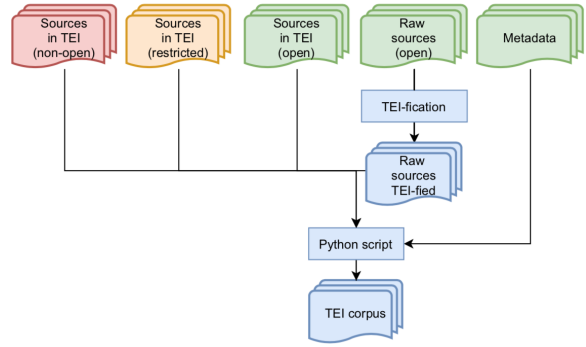 Sources
in TEI
(non-open)
Sources
in TEI
(restricted)
Sources
in TEI
(open)
Raw
sources
(open)
Metadata
TEI-fication
Raw
sources
TEI-fied
Python script
TEI corpus